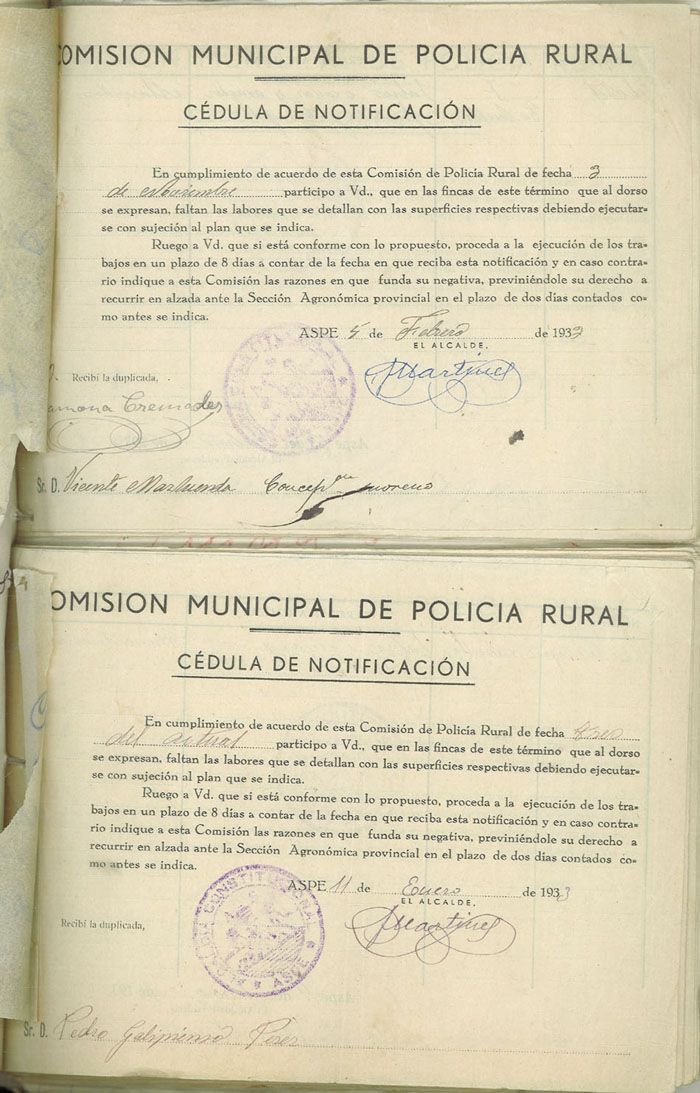 COMISION MUNICIPAL DE POLICIA RURAL
CÉDULA DE NOTIFICACIÓN
En cumplimiento de acuerdo de esta Comisión de Policía Rural de fecha 3
de Noviembre participo a Vd., que en las fincas de este término que al dorso
se expresan, faltan las labores que se detallan con las superficies respectivas debiendo ejecutar-
se con sujeción al plan que se indica.
Ruego a Vd. que si está conforme con lo propuesto, proceda a la ejecución de los tra-
bajos en un plazo de 8 días a contar de la fecha en que reciba esta notificación y en caso contra-
rio indique a esta Comisión las razones en que funda su negativa, previniéndole su derecho a
recurrir en alzada ante la Sección Agronómica provincial en el plazo de dos días contados co-
mo antes se indica.
ASPE 5 de Febrero de 1933
EL ALCALDE,
Martinez
Recibí la duplicada,
Ramona Cremades
Sr. D. Vicente Marhuenda Concepción Moreno
OMISION MUNICIPAL DE POLICIA RURAL
CÉDULA DE NOTIFICACIÓN
En cumplimiento de acuerdo de esta Comisión de Policía Rural de fecha
del actual participo a Vd., que en las fincas de este término que al dorso
se expresan, faltan las labores que se detallan con las superficies respectivas debiendo ejecutar-
se con sujeción al plan que se indica.
Ruego a Vd. que si está conforme con lo propuesto, proceda a la ejecución de los tra-
bajos en un plazo de 8 días a contar de la fecha en que reciba esta notificación y en caso contra-
rio indique a esta Comisión las razones en que funda su negativa, previniéndole su derecho a
recurrir en alzada ante la Sección Agronómica provincial en el plazo de dos días contados co-
mo antes se indica.
ASPE 11 de Enero de 1933
EL ALCALDE,
Martinez
CONSTITUCIONAL * ASPE *
Recibí la duplicada,
Sr. D. Pedro Galipienso Perez